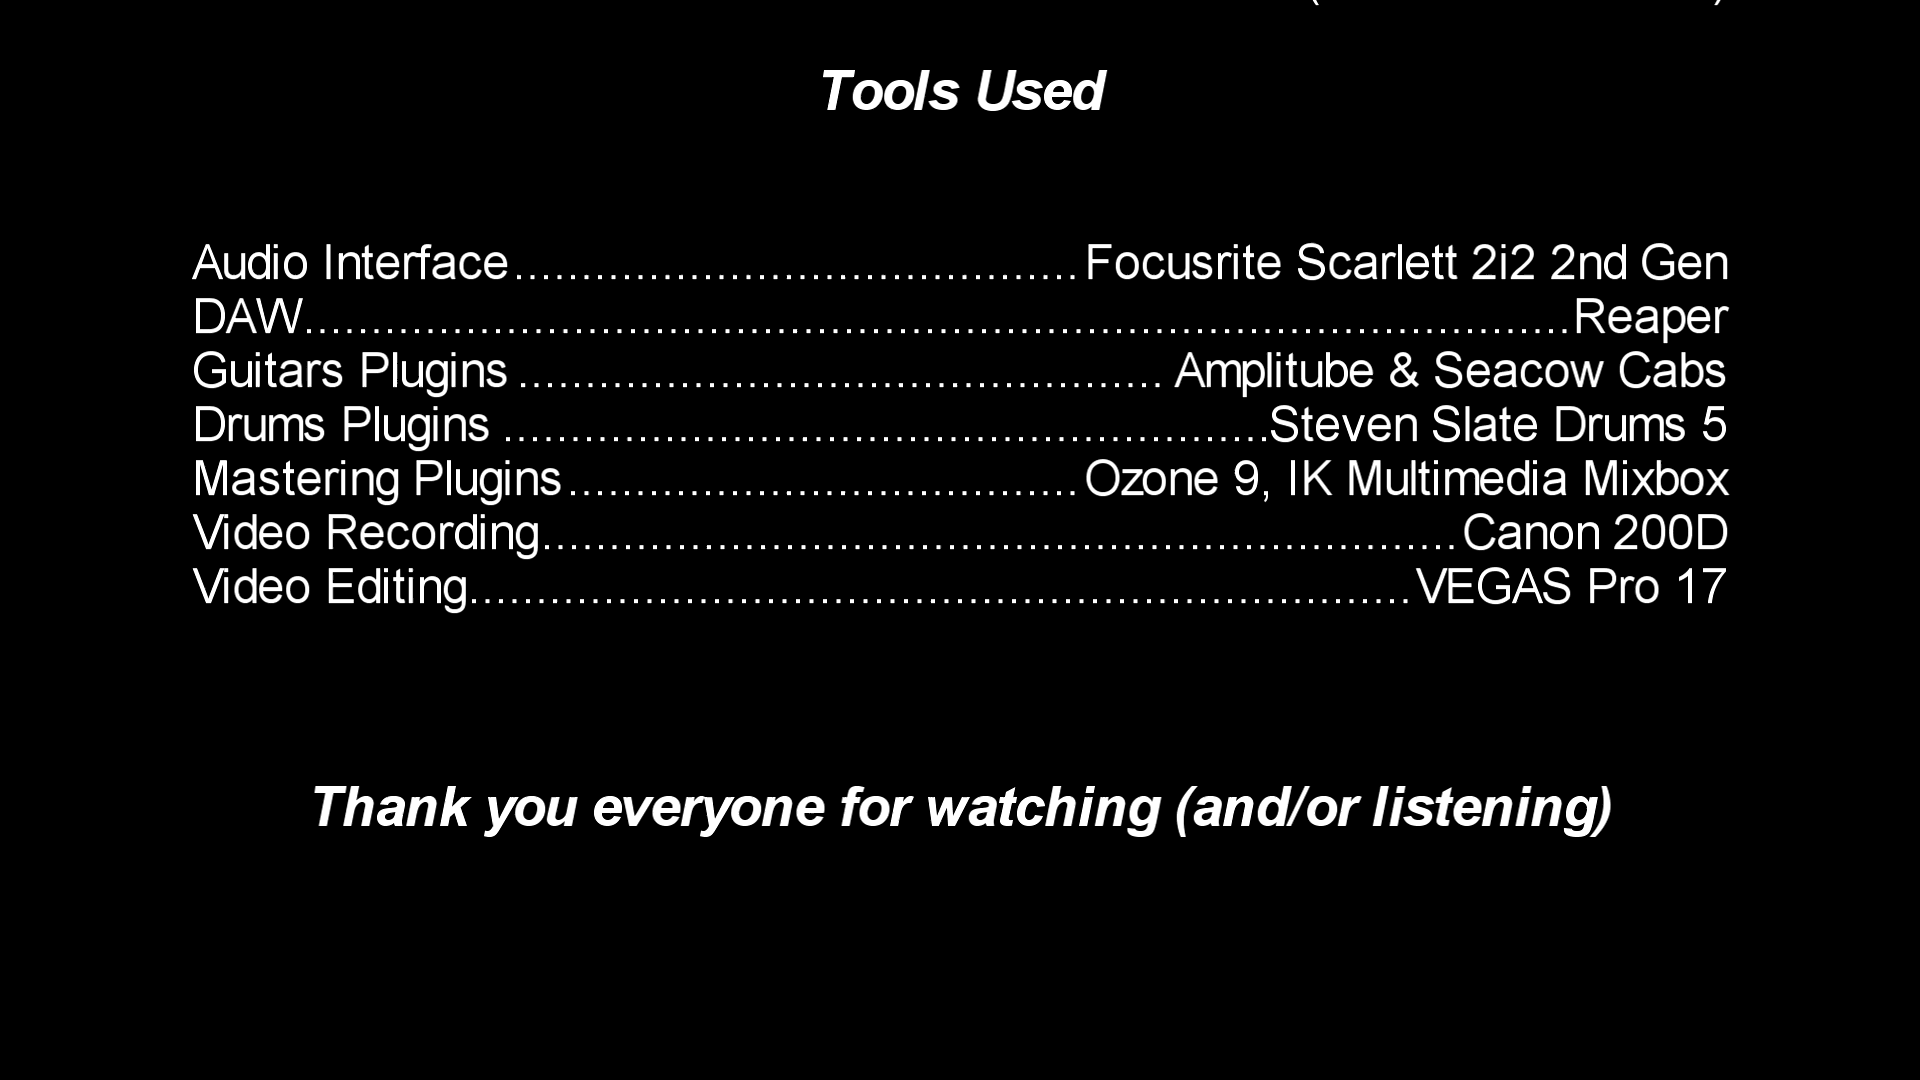 Tools Used
Audio Interface........................................Focusrite Scarlett 2i2 2nd Gen
DAW..........................................................................................Reaper
Guitars Plugins ............................................... Amplitube & Seacow Cabs
Drums Plugins ......................................................Steven Slate Drums 5
Mastering Plugins....................................Ozone 9, IK Multimedia Mixbox
Video Recording.................................................................Canon 200D
Video Editing...................................................................VEGAS Pro 17
Thank you everyone for watching (and/or listening)